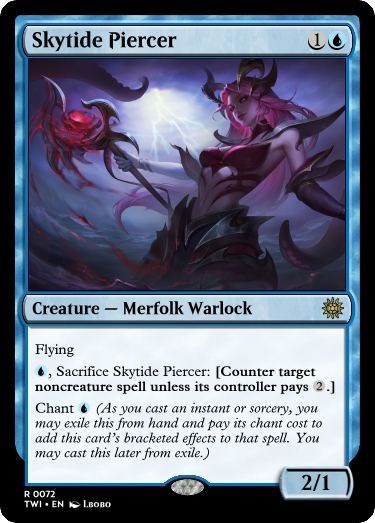 Skytide Piercer 1
Creature — Merfolk Warlock
Flying
, Sacrifice Skytide Piercer: [Counter target
noncreature spell unless its controller pays 2.]
Chant (As you cast an instant or sorcery, you
may exile this from hand and pay its chant cost to
add this card's bracketed effects to that spell. You
may cast this later from exile.)
2/1
R 0072
TWI • EN Lbobo